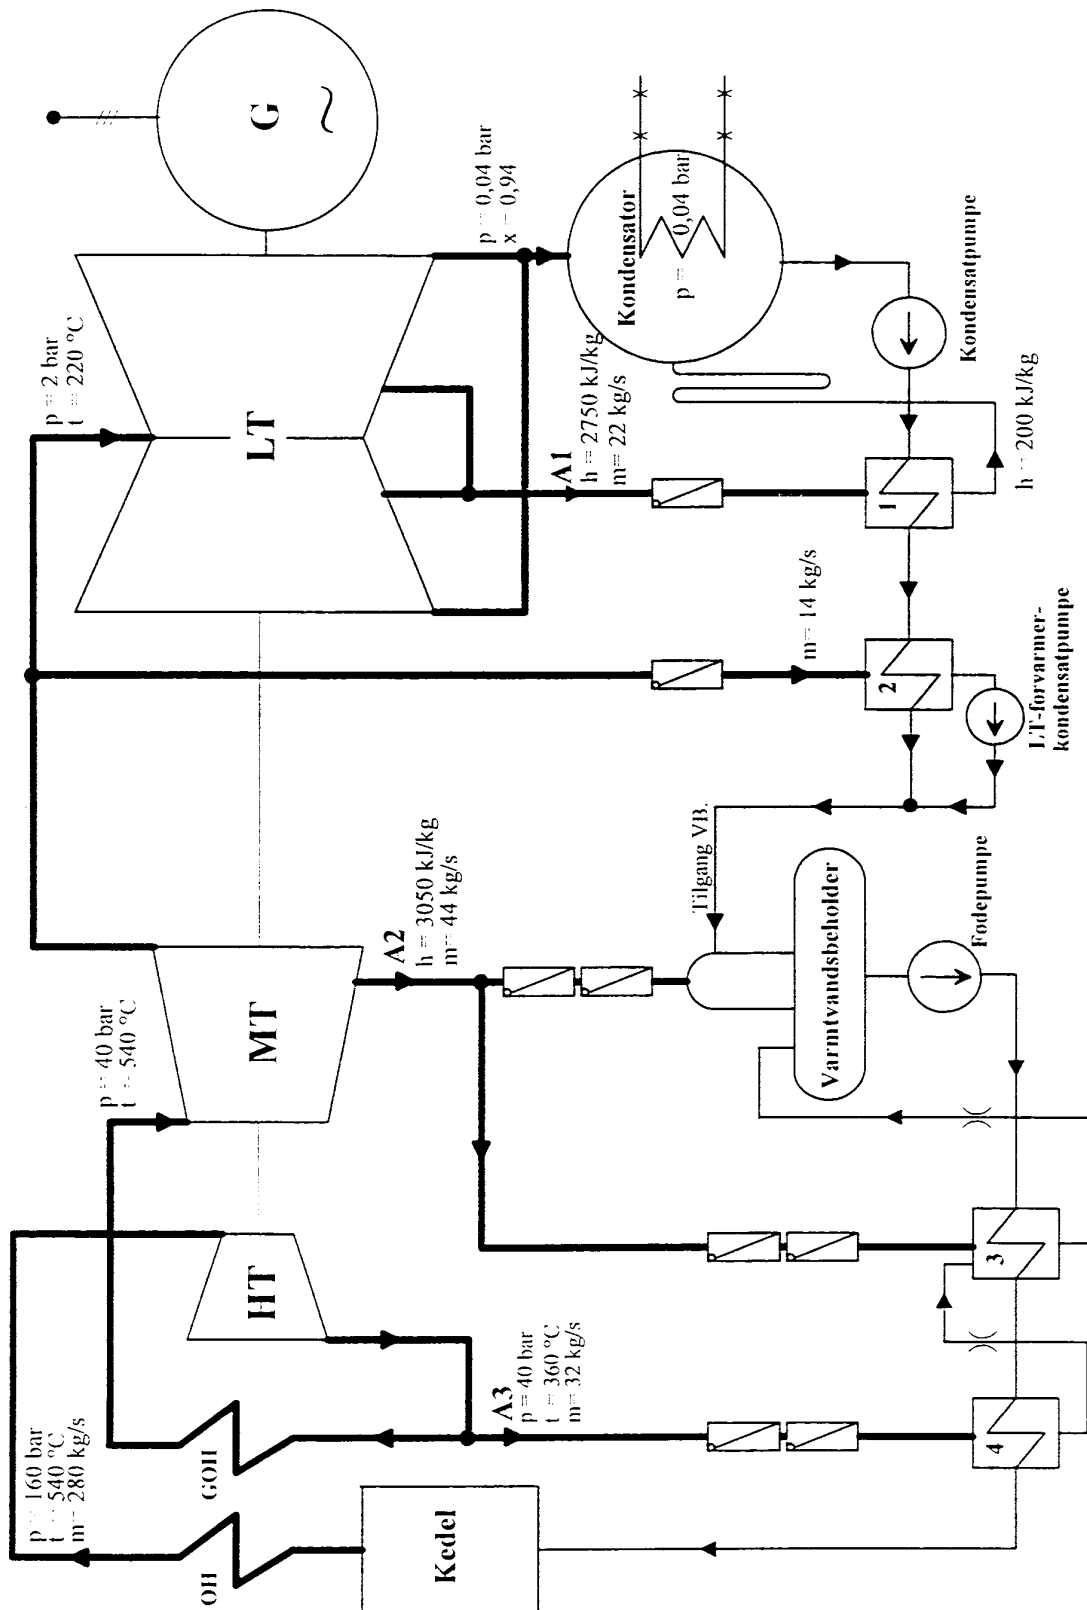 p = 160 bar
t = 540 °C
m= 280 kg/s
OH
GOH
Kedel
HT
A3
p = 40 bar
t = 360 °C
m= 32 kg/s
4
3
p = 40 bar
t = 540 °C
MT
A2
h = 3050 kJ/kg
m= 44 kg/s
Tilgang VB.
Varmtvandsbeholder
Fødepumpe
p = 2 bar
t = 220 °C
LT
A1
h = 2750 kJ/kg
m= 22 kg/s
m= 14 kg/s
2
1
LT-forvarmer-
kondensatpumpe
h = 200 kJ/kg
G
~
p = 0,04 bar
x = 0,94
Kondensator
p = 0,04 bar
Kondensatpumpe